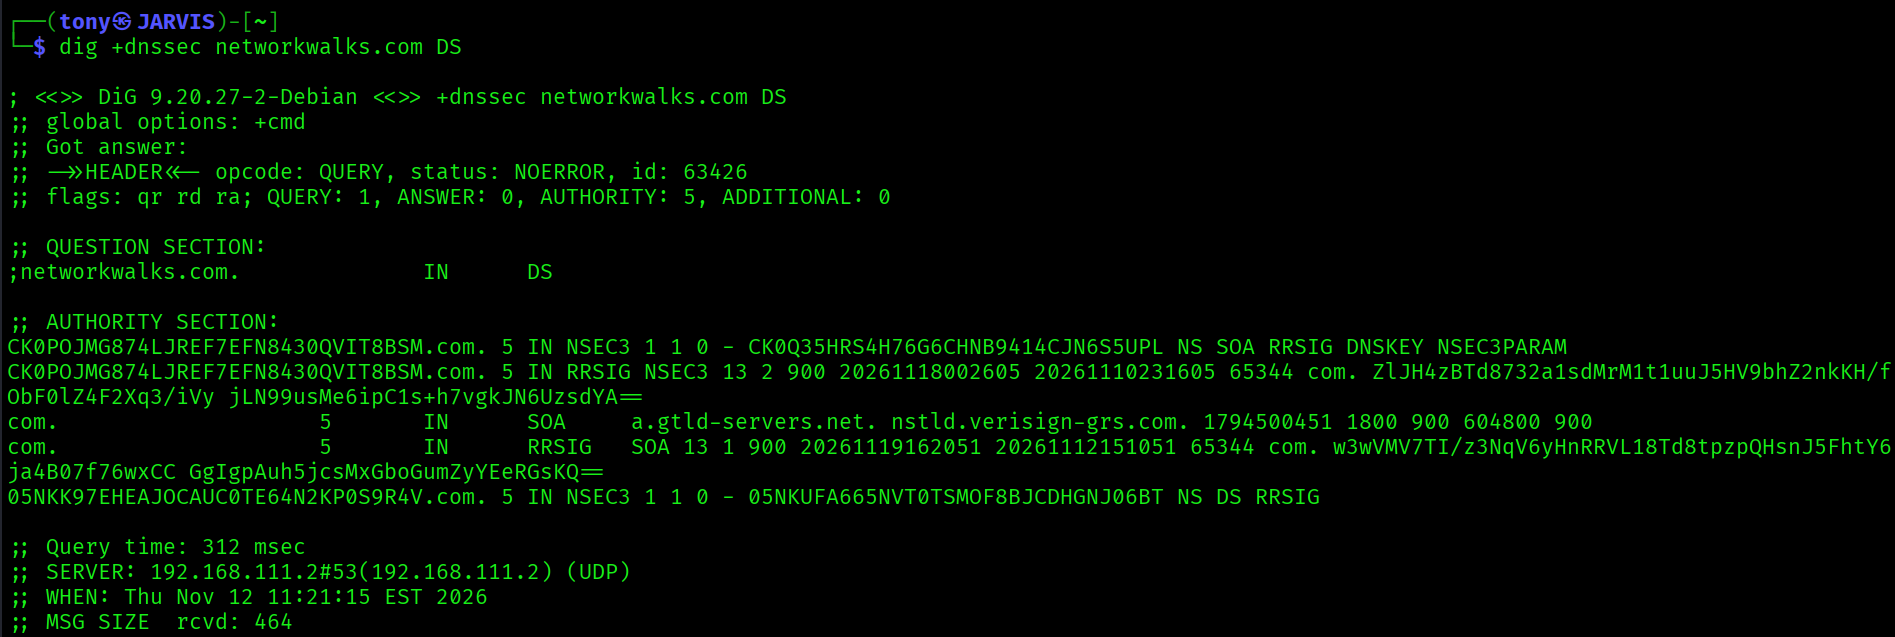 ┌──(tony㉿JARVIS)-[~]
└─$ dig +dnssec networkwalks.com DS
; <<>> DiG 9.20.27-2-Debian <<>> +dnssec networkwalks.com DS
;; global options: +cmd
;; Got answer:
;; ->>HEADER<<- opcode: QUERY, status: NOERROR, id: 63426
;; flags: qr rd ra; QUERY: 1, ANSWER: 0, AUTHORITY: 5, ADDITIONAL: 0
;; QUESTION SECTION:
;networkwalks.com. IN DS
;; AUTHORITY SECTION:
CK0POJMG874LJREF7EFN8430QVIT8BSM.com. 5 IN NSEC3 1 1 0 - CK0Q35HRS4H76G6CHNB9414CJN6S5UPL NS SOA RRSIG DNSKEY NSEC3PARAM
CK0POJMG874LJREF7EFN8430QVIT8BSM.com. 5 IN RRSIG NSEC3 13 2 900 20261118002605 20261110231605 65344 com. ZlJH4zBTd8732a1sdMrM1t1uuJ5HV9bhZ2nkKH/f
ObF0lZ4F2Xq3/iVy jLN99usMe6ipC1s+h7vgkJN6UzsdYA==
com. 5 IN SOA a.gtld-servers.net. nstld.verisign-grs.com. 1794500451 1800 900 604800 900
com. 5 IN RRSIG SOA 13 1 900 20261119162051 20261112151051 65344 com. w3wVMV7TI/z3NqV6yHnRRVL18Td8tpzpQHsnJ5FhtY6
ja4B07f76wxCC GgIgpAuh5jcsMxGboGumZyYEeRGsKQ==
05NKK97EHEAJOCAUC0TE64N2KP0S9R4V.com. 5 IN NSEC3 1 1 0 - 05NKUFA665NVT0TSMOF8BJCDHGNJ06BT NS DS RRSIG
;; Query time: 312 msec
;; SERVER: 192.168.111.2#53(192.168.111.2) (UDP)
;; WHEN: Thu Nov 12 11:21:15 EST 2026
;; MSG SIZE rcvd: 464